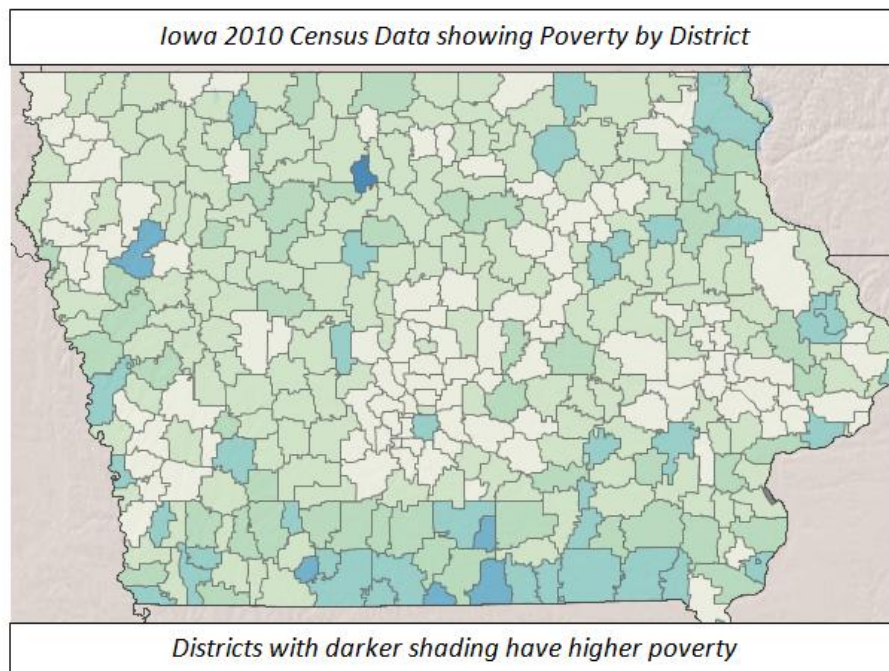 Iowa 2010 Census Data showing Poverty by District
Districts with darker shading have higher poverty